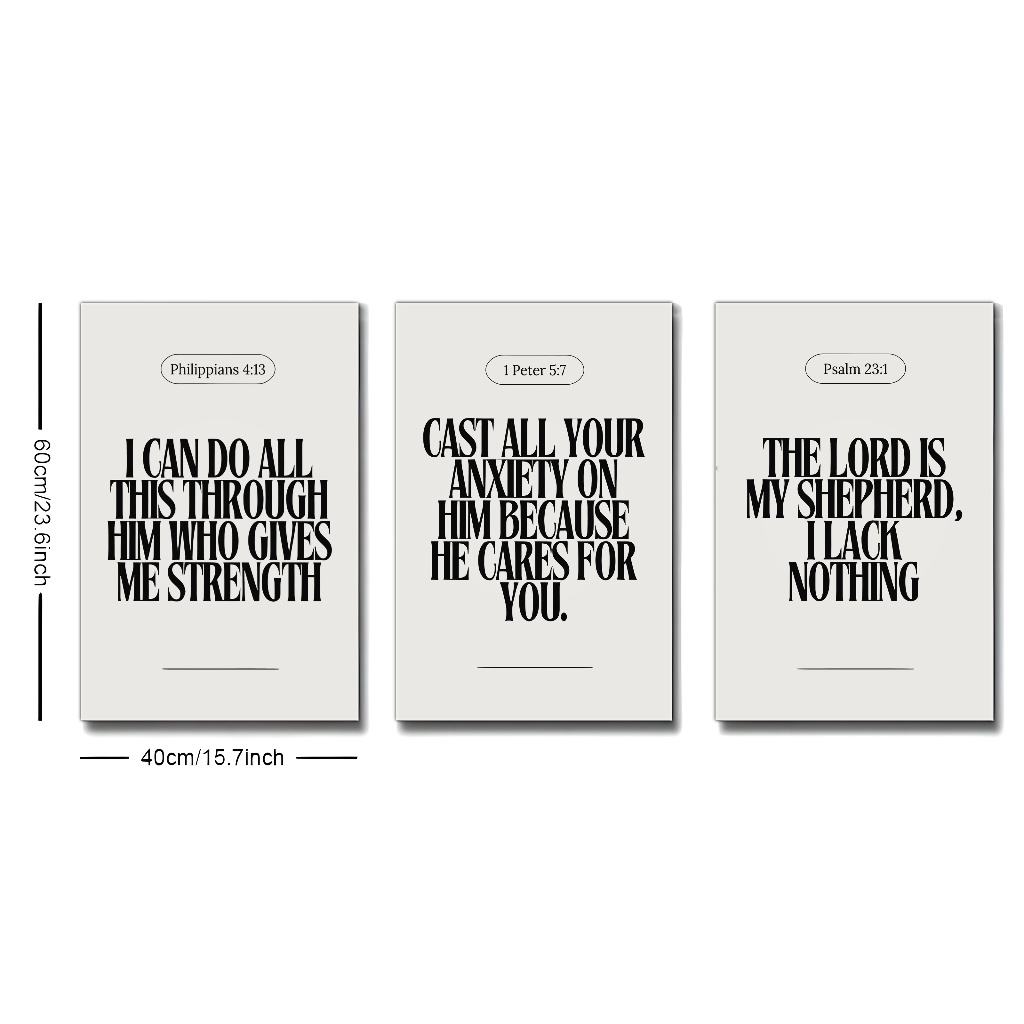 Philippians 4:13
I CAN DO ALL
THIS THROUGH
HIM WHO GIVES
ME STRENGTH
1 Peter 5:7
CAST ALL YOUR
ANXIETY ON
HIM BECAUSE
HE CARES FOR
YOU.
Psalm 23:1
THE LORD IS
MY SHEPHERD,
I LACK
NOTHING
60cm/23.6inch
40cm/15.7inch